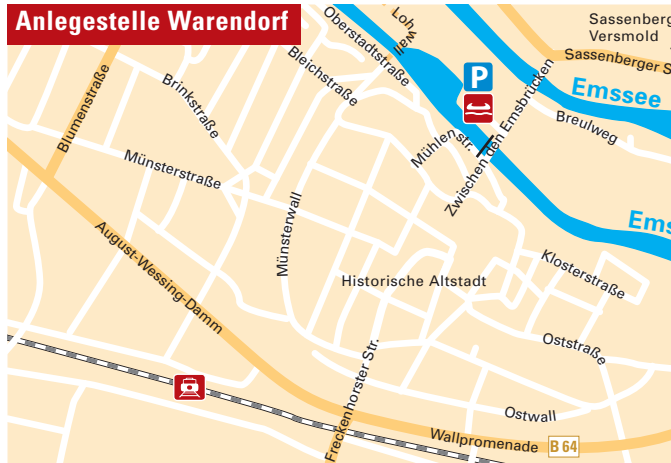 Anlegestelle Warendorf
Sassenberg
Versmold
Sassenberger S
Loh
wall
Oberstadtstraße
Bleichstraße
Brinkstraße
Blumenstraße
P
Emssee
Breulweg
Mühlenstr.
Zwischen den Emsbrücken
Münsterstraße
Münsterwall
Ems
August-Wessing-Damm
Historische Altstadt
Klosterstraße
Oststraße
Freckenhorster Str.
Ostwall
Wallpromenade
B 64